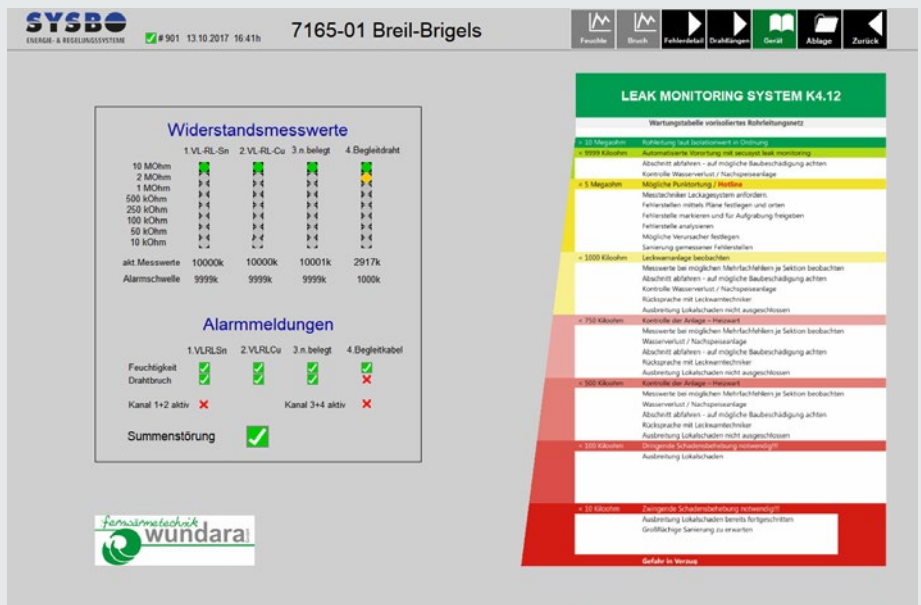 SYSBO
ENERGIE- & REGELUNGSSYSTEME
# 901 13.10.2017 16:41h
7165-01 Breil-Brigels
Feuchte
Bruch
Fehlerdetail
Drahtlängen
Gerät
Ablage
Zurück
Widerstandsmesswerte
1.VL-RL-Sn 2.VL-RL-Cu 3.n.belegt 4.Begleitdraht
10 MOhm
2 MOhm
1 MOhm
500 kOhm
250 kOhm
100 kOhm
50 kOhm
10 kOhm
akt.Messwerte 10000k 10000k 10001k 2917k
Alarmschwelle 9999k 9999k 9999k 1000k
Alarmmeldungen
1.VLRLSn 2.VLRLCu 3.n.belegt 4.Begleitkabel
Feuchtigkeit
Drahtbruch
Kanal 1+2 aktiv Kanal 3+4 aktiv
Summenstörung
fernwärmetechnik
wundara
LEAK MONITORING SYSTEM K4.12
Wartungstabelle vorisoliertes Rohrleitungsnetz
> 10 Megaohm Rohrleitung laut Isolationwert in Ordnung
< 9999 Kiloohm Automatisierte Vorortung mit secusyst leak monitoring
Abschnitt abfahren - auf mögliche Baubeschädigung achten
Kontrolle Wasserverlust / Nachspeiseanlage
< 5 Megaohm Mögliche Punktortung / Hotline
Messtechniker Leckagesystem anfordern.
Fehlerstellen mittels Pläne festlegen und orten
Fehlerstelle markieren und für Aufgrabung freigeben
Fehlerstelle analysieren
Mögliche Verursacher festlegen
Sanierung gemessener Fehlerstellen
< 1000 Kiloohm Leckwarnanlage beobachten
Messwerte bei möglichen Mehrfachfehlern je Sektion beobachten
Abschnitt abfahren - auf mögliche Baubeschädigung achten
Kontrolle Wasserverlust / Nachspeiseanlage
Rücksprache mit Leckwarntechniker
Ausbreitung Lokalschaden nicht ausgeschlossen
< 750 Kiloohm Kontrolle der Anlage – Heizwart
Messwerte bei möglichen Mehrfachfehlern je Sektion beobachten
Wasserverlust / Nachspeiseanlage
Abschnitt abfahren - auf mögliche Baubeschädigung achten
Rücksprache mit Leckwarntechniker
Ausbreitung Lokalschaden nicht ausgeschlossen
< 500 Kiloohm Kontrolle der Anlage – Heizwart
Messwerte bei möglichen Mehrfachfehlern je Sektion beobachten
Wasserverlust / Nachspeiseanlage
Abschnitt abfahren - auf mögliche Baubeschädigung achten
Rücksprache mit Leckwarntechniker
Ausbreitung Lokalschaden nicht ausgeschlossen
< 100 Kiloohm Dringende Schadensbehebung notwendig!!!
Ausbreitung Lokalschaden
< 10 Kiloohm Zwingende Schadensbehebung notwendig!!!
Ausbreitung Lokalschaden bereits fortgeschritten
Großflächige Sanierung zu erwarten
Gefahr in Verzug